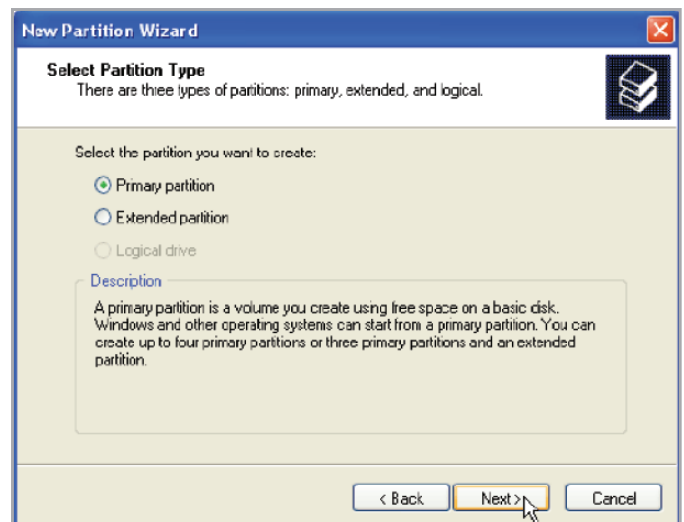 New Partition Wizard
Select Partition Type
There are three types of partitions: primary, extended, and logical.
Select the partition you want to create:
Primary partition
Extended partition
Logical drive
Description
A primary partition is a volume you create using free space on a basic disk.
Windows and other operating systems can start from a primary partition. You can
create up to four primary partitions or three primary partitions and an extended
partition.
< Back
Next >
Cancel